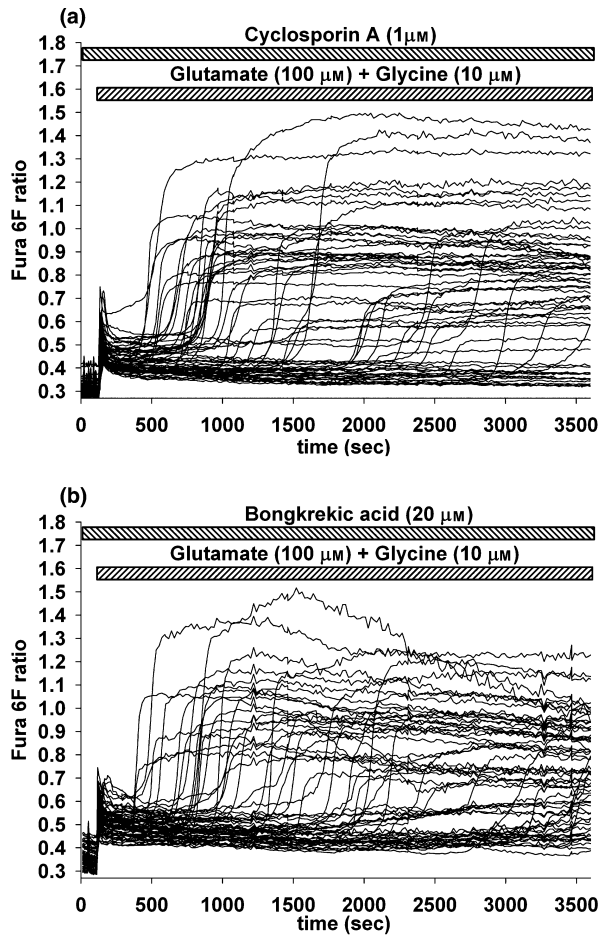 (a)
Cyclosporin A (1μM)
Glutamate (100 μM) + Glycine (10 μM)
Fura 6F ratio
1.8
1.7
1.6
1.5
1.4
1.3
1.2
1.1
1.0
0.9
0.8
0.7
0.6
0.5
0.4
0.3
0 500 1000 1500 2000 2500 3000 3500
time (sec)
(b)
Bongkrekic acid (20 μM)
Glutamate (100 μM) + Glycine (10 μM)
Fura 6F ratio
1.8
1.7
1.6
1.5
1.4
1.3
1.2
1.1
1.0
0.9
0.8
0.7
0.6
0.5
0.4
0.3
0 500 1000 1500 2000 2500 3000 3500
time (sec)